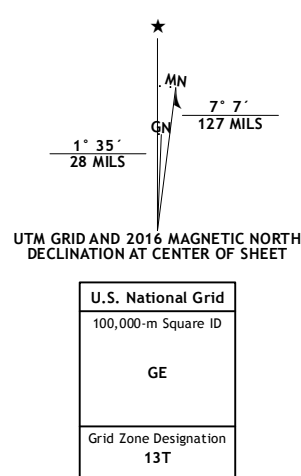 ★
MN
GN
7° 7´
127 MILS
1° 35´
28 MILS
UTM GRID AND 2016 MAGNETIC NORTH
DECLINATION AT CENTER OF SHEET
U.S. National Grid
100,000-m Square ID
GE
Grid Zone Designation
13T